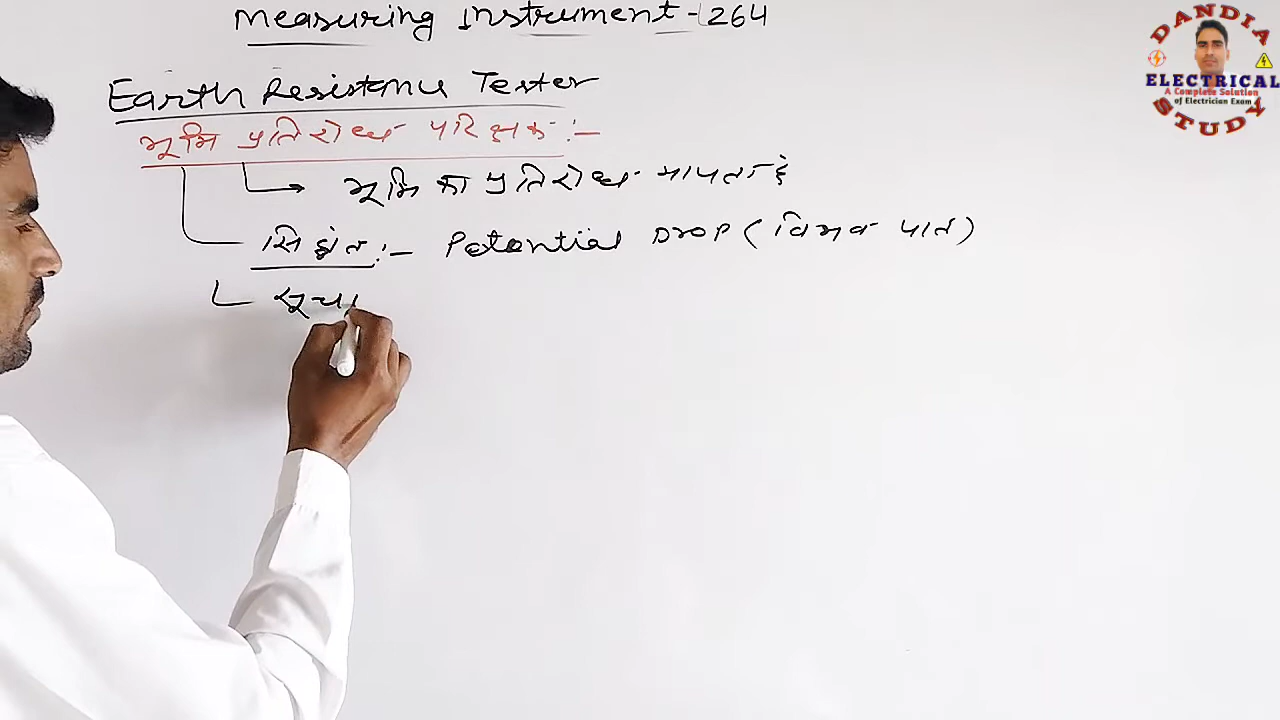 Measuring Instrument - 264
Earth Resistance Tester
भूमि प्रतिरोध परिक्षक :-
भूमि का प्रतिरोध मापता है
सिद्धांत :- Potential Drop (विभव पात)
DANDIA
ELECTRICAL
A Complete Solution
of Electrician Exam
STUDY